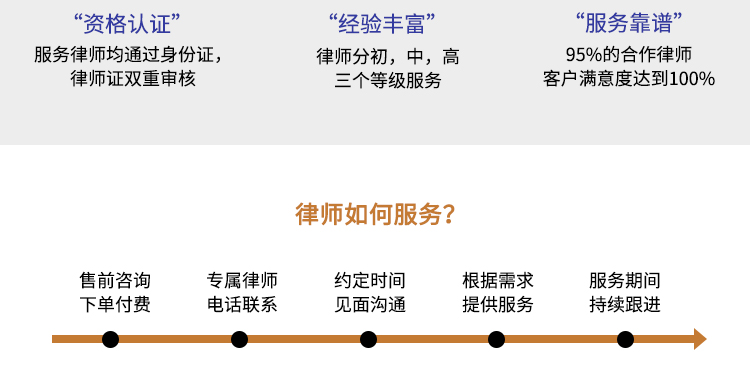 “资格认证”
服务律师均通过身份证，
律师证双重审核
“经验丰富”
律师分初，中，高
三个等级服务
“服务靠谱”
95%的合作律师
客户满意度达到100%
律师如何服务？
售前咨询
下单付费
专属律师
电话联系
约定时间
见面沟通
根据需求
提供服务
服务期间
持续跟进